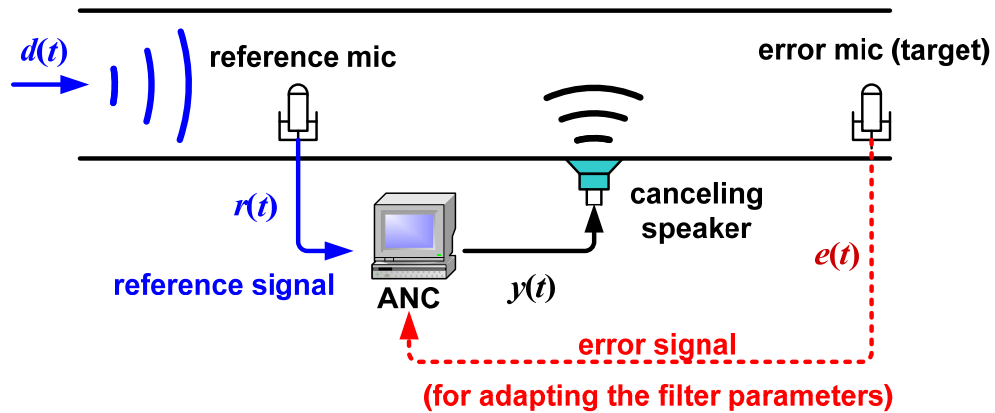 d(t)
reference mic
error mic (target)
r(t)
canceling
speaker
e(t)
reference signal
ANC
y(t)
error signal
(for adapting the filter parameters)